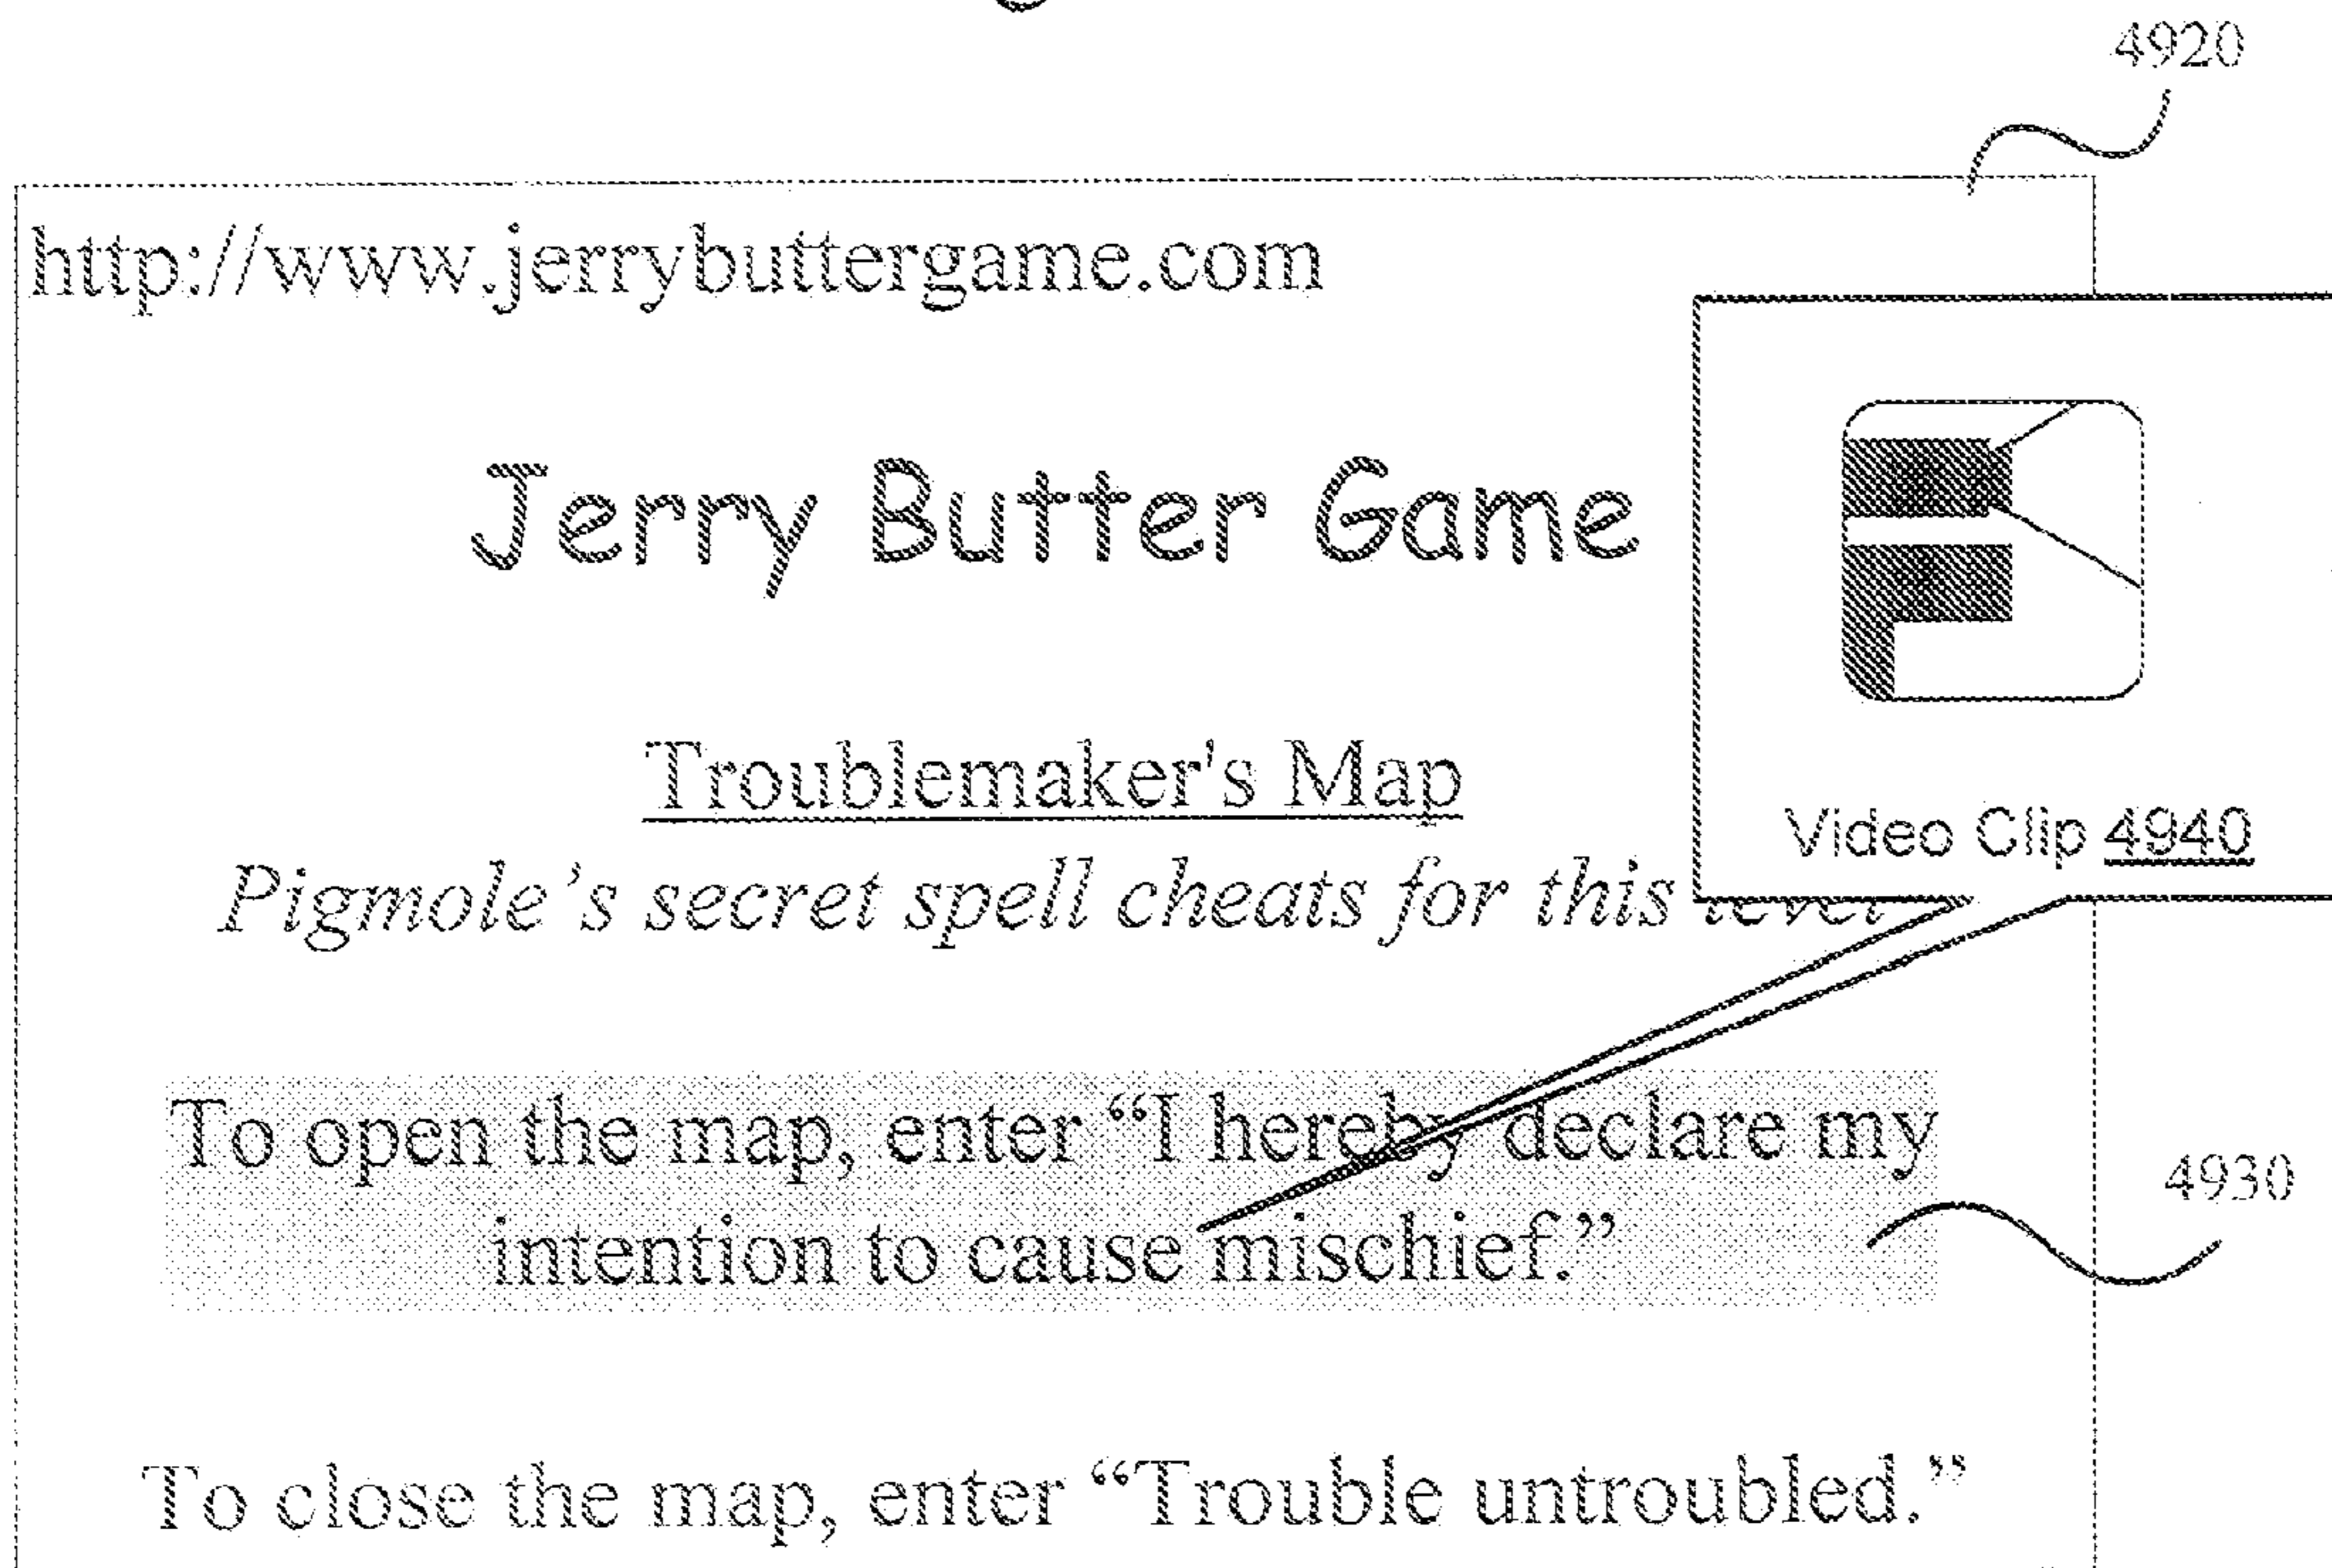 4920
http://www.jerrybuttergame.com
Jerry Butter Game
Troublemaker's Map
Video Clip 4940
Pigmole’s secret spell cheats for this
To open the map, enter “I hereby declare my
4930
intention to cause mischief.”
To close the map, enter “Trouble untroubled.”